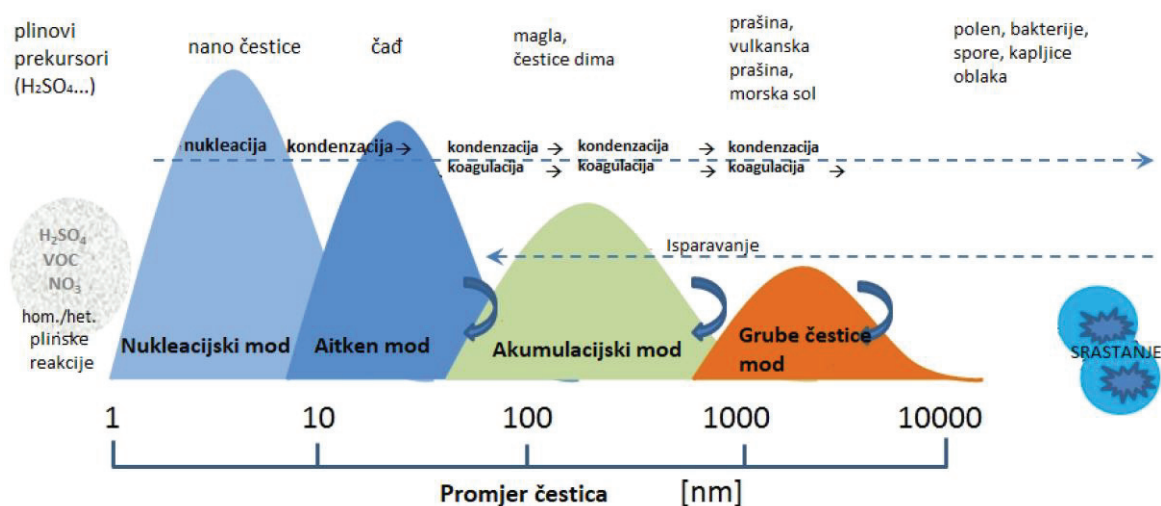 plinovi
prekursori
(H₂SO₄...)
nano čestice
čađ
magla,
čestice dima
prašina,
vulkanska
prašina,
morska sol
polen, bakterije,
spore, kapljice
oblaka
nukleacija kondenzacija→ kondenzacija → kondenzacija → kondenzacija
koagulacija → koagulacija → koagulacija →
Isparavanje
H₂SO₄
VOC
NO₃
hom./het.
plinske
reakcije
Nukleacijski mod
Aitken mod
Akumulacijski mod
Grube čestice
mod
SRASTANJE
1 10 100 1000 10000
Promjer čestica [nm]